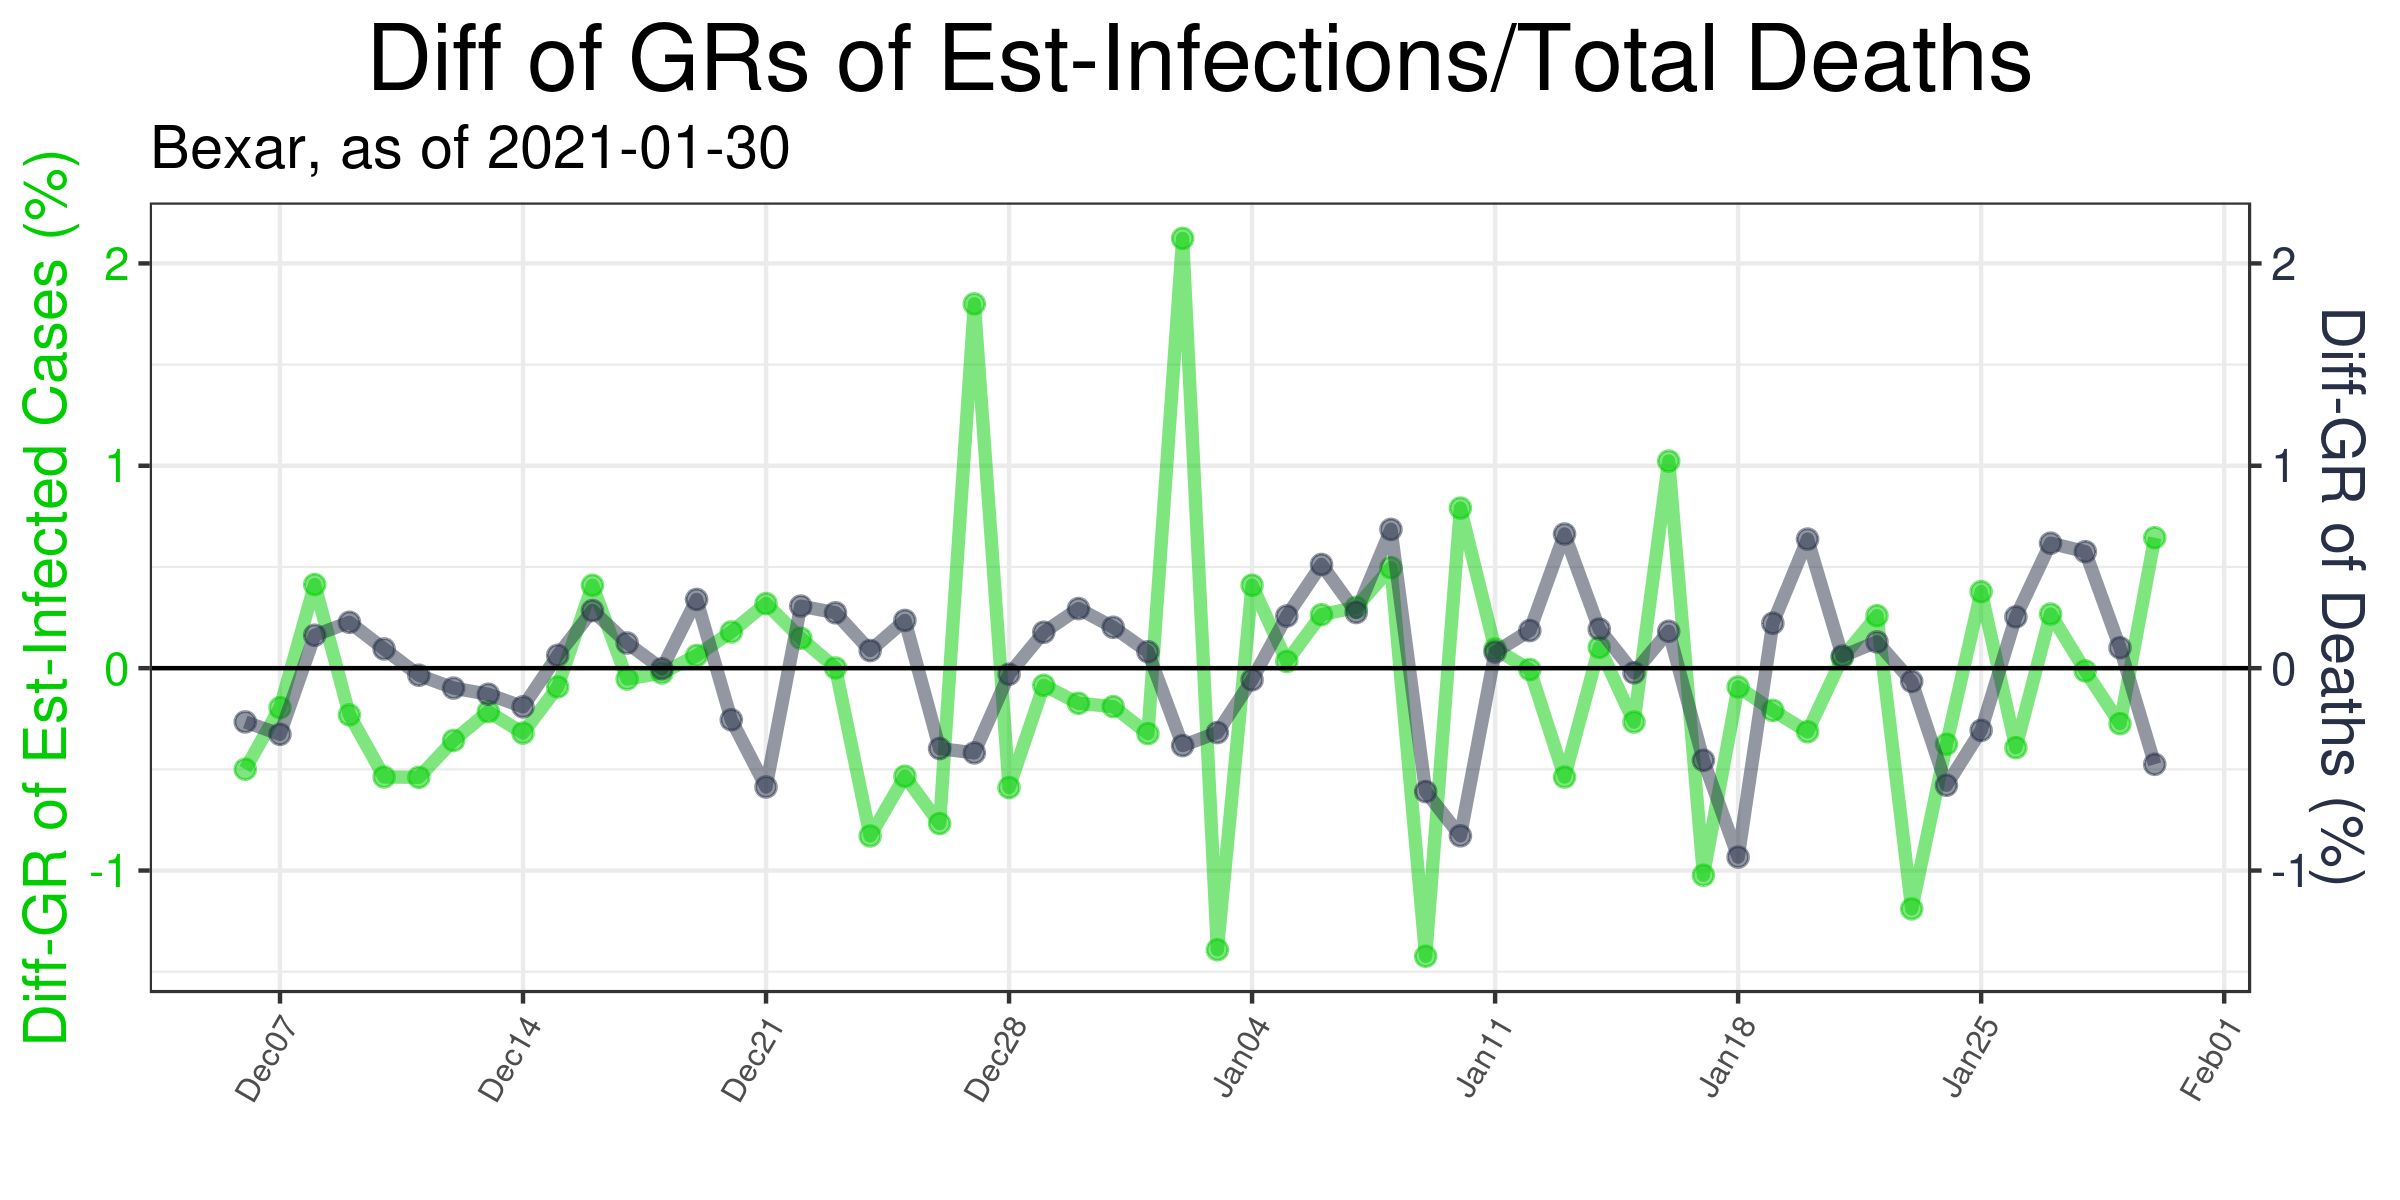 Diff of GRs of Est-Infections/Total Deaths
Bexar, as of 2021-01-30
Diff-GR of Est-Infected Cases (%)
2
1
0
-1
2
1
0
-1
Diff-GR of Deaths (%)
Dec07
Dec14
Dec21
Dec28
Jan04
Jan11
Jan18
Jan25
Feb01